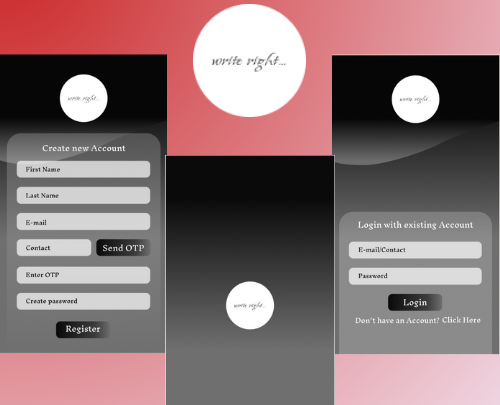 write right...
write right...
Create new Account
First Name
Last Name
E-mail
Contact
Send OTP
Enter OTP
Create password
Register
write right...
write right...
Login with existing Account
E-mail/Contact
Password
Login
Don't have an Account? Click Here